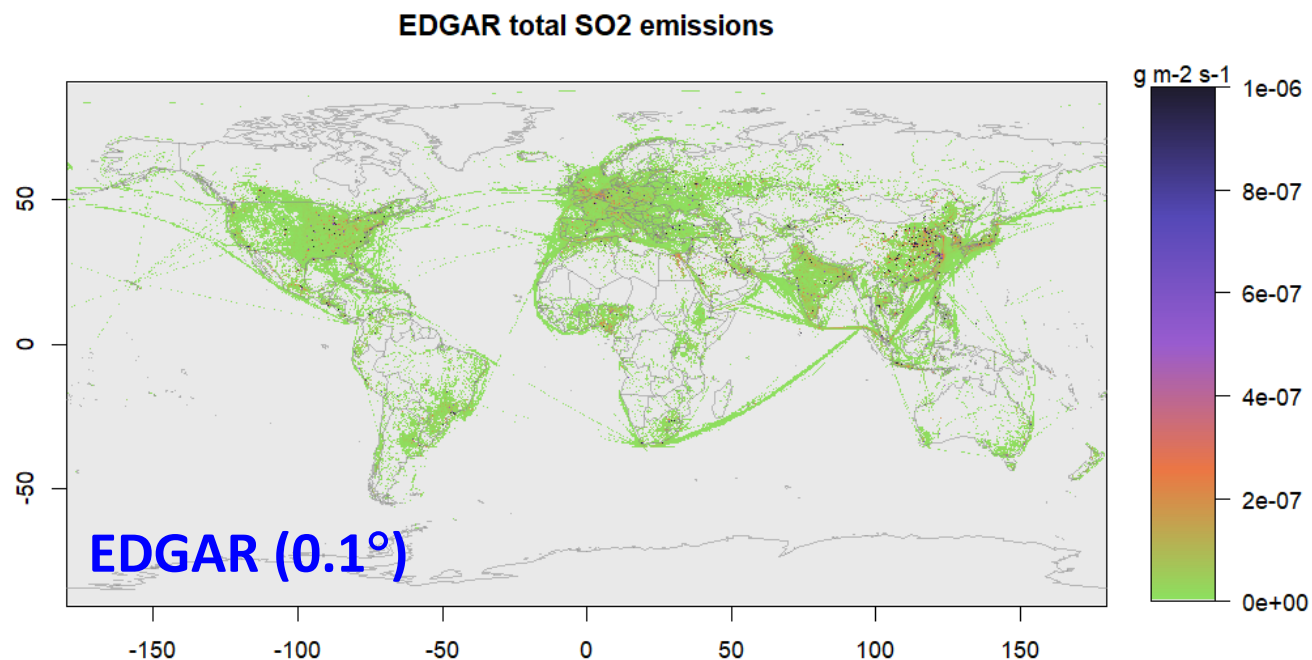 EDGAR total SO2 emissions
g m-2 s-1
1e-06
8e-07
6e-07
4e-07
2e-07
0e+00
50
0
-50
EDGAR (0.1°)
-150 -100 -50 0 50 100 150